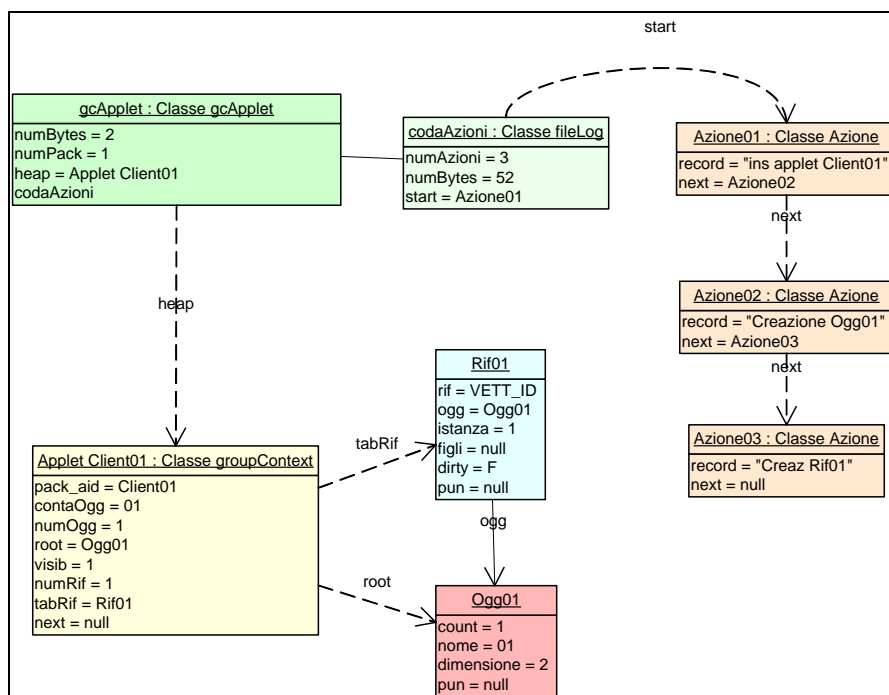 start
gcApplet : Classe gcApplet
numBytes = 2
numPack = 1
heap = Applet Client01
codaAzioni
codaAzioni : Classe fileLog
numAzioni = 3
numBytes = 52
start = Azione01
Azione01 : Classe Azione
record = "ins applet Client01"
next = Azione02
next
heap
Azione02 : Classe Azione
record = "Creazione Ogg01"
next = Azione03
next
Rif01
rif = VETT_ID
ogg = Ogg01
istanza = 1
figli = null
dirty = F
pun = null
tabRif
Azione03 : Classe Azione
record = "Creaz Rif01"
next = null
Applet Client01 : Classe groupContext
pack_aid = Client01
contaOgg = 01
numOgg = 1
root = Ogg01
visib = 1
numRif = 1
tabRif = Rif01
next = null
ogg
root
Ogg01
count = 1
nome = 01
dimensione = 2
pun = null